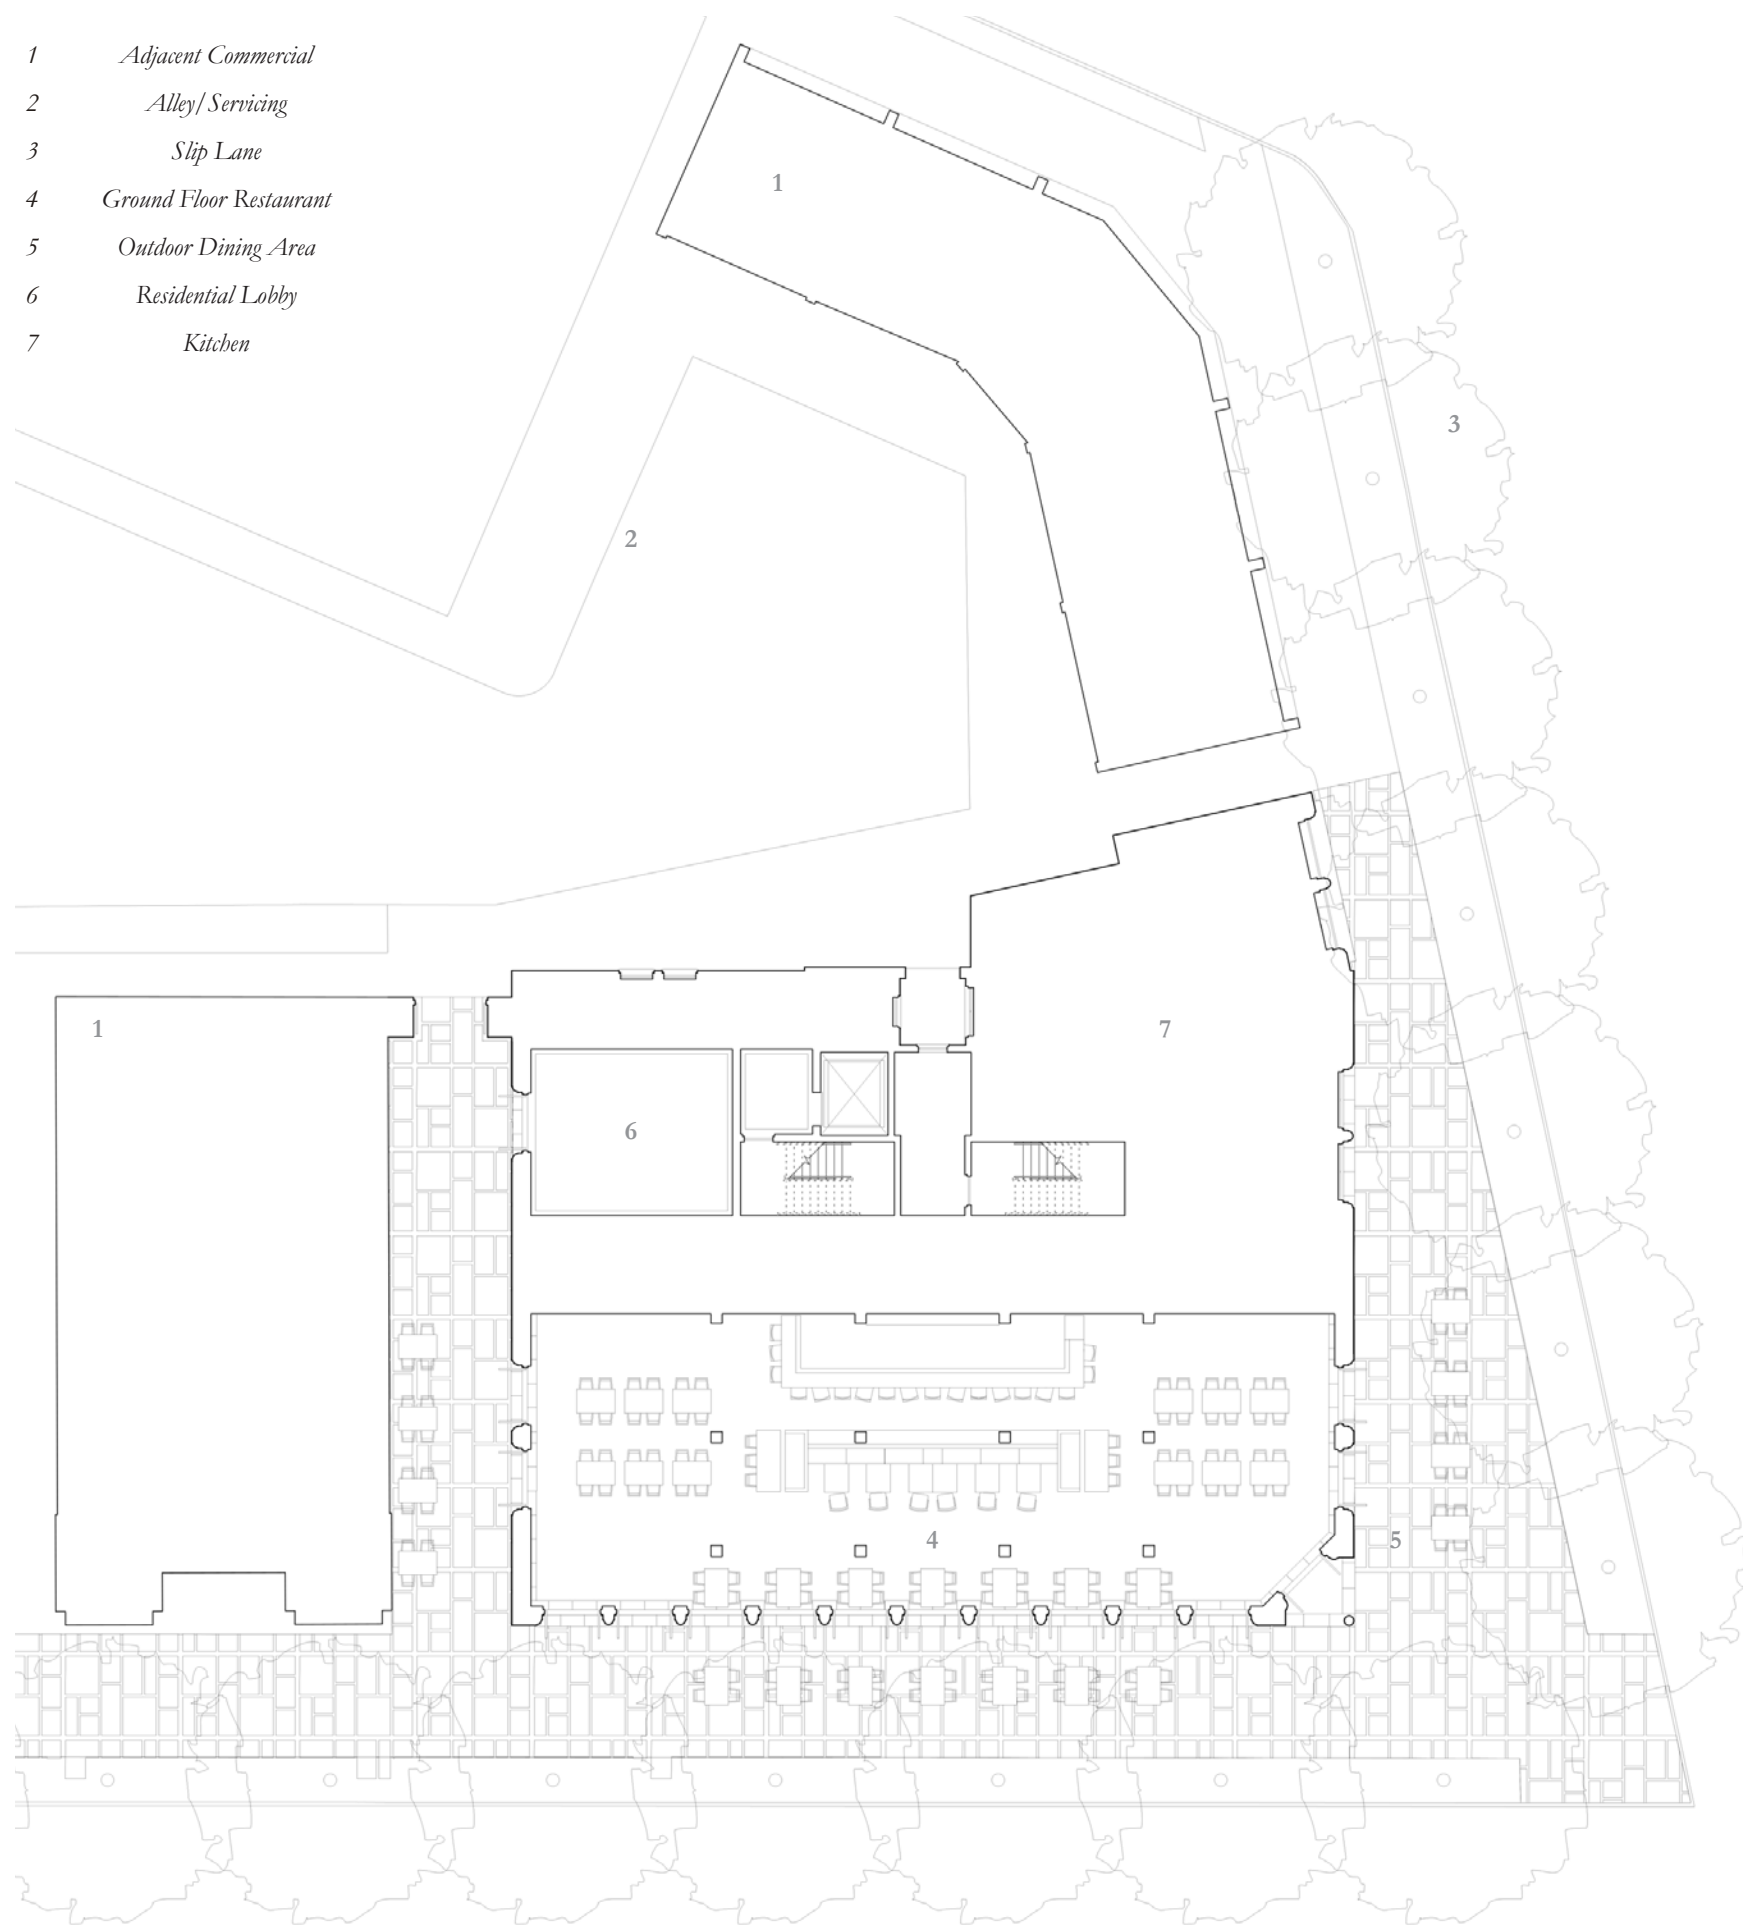 1 Adjacent Commercial
2 Alley/Servicing
3 Slip Lane
4 Ground Floor Restaurant
5 Outdoor Dining Area
6 Residential Lobby
7 Kitchen
1
3
2
1
7
6
4
5